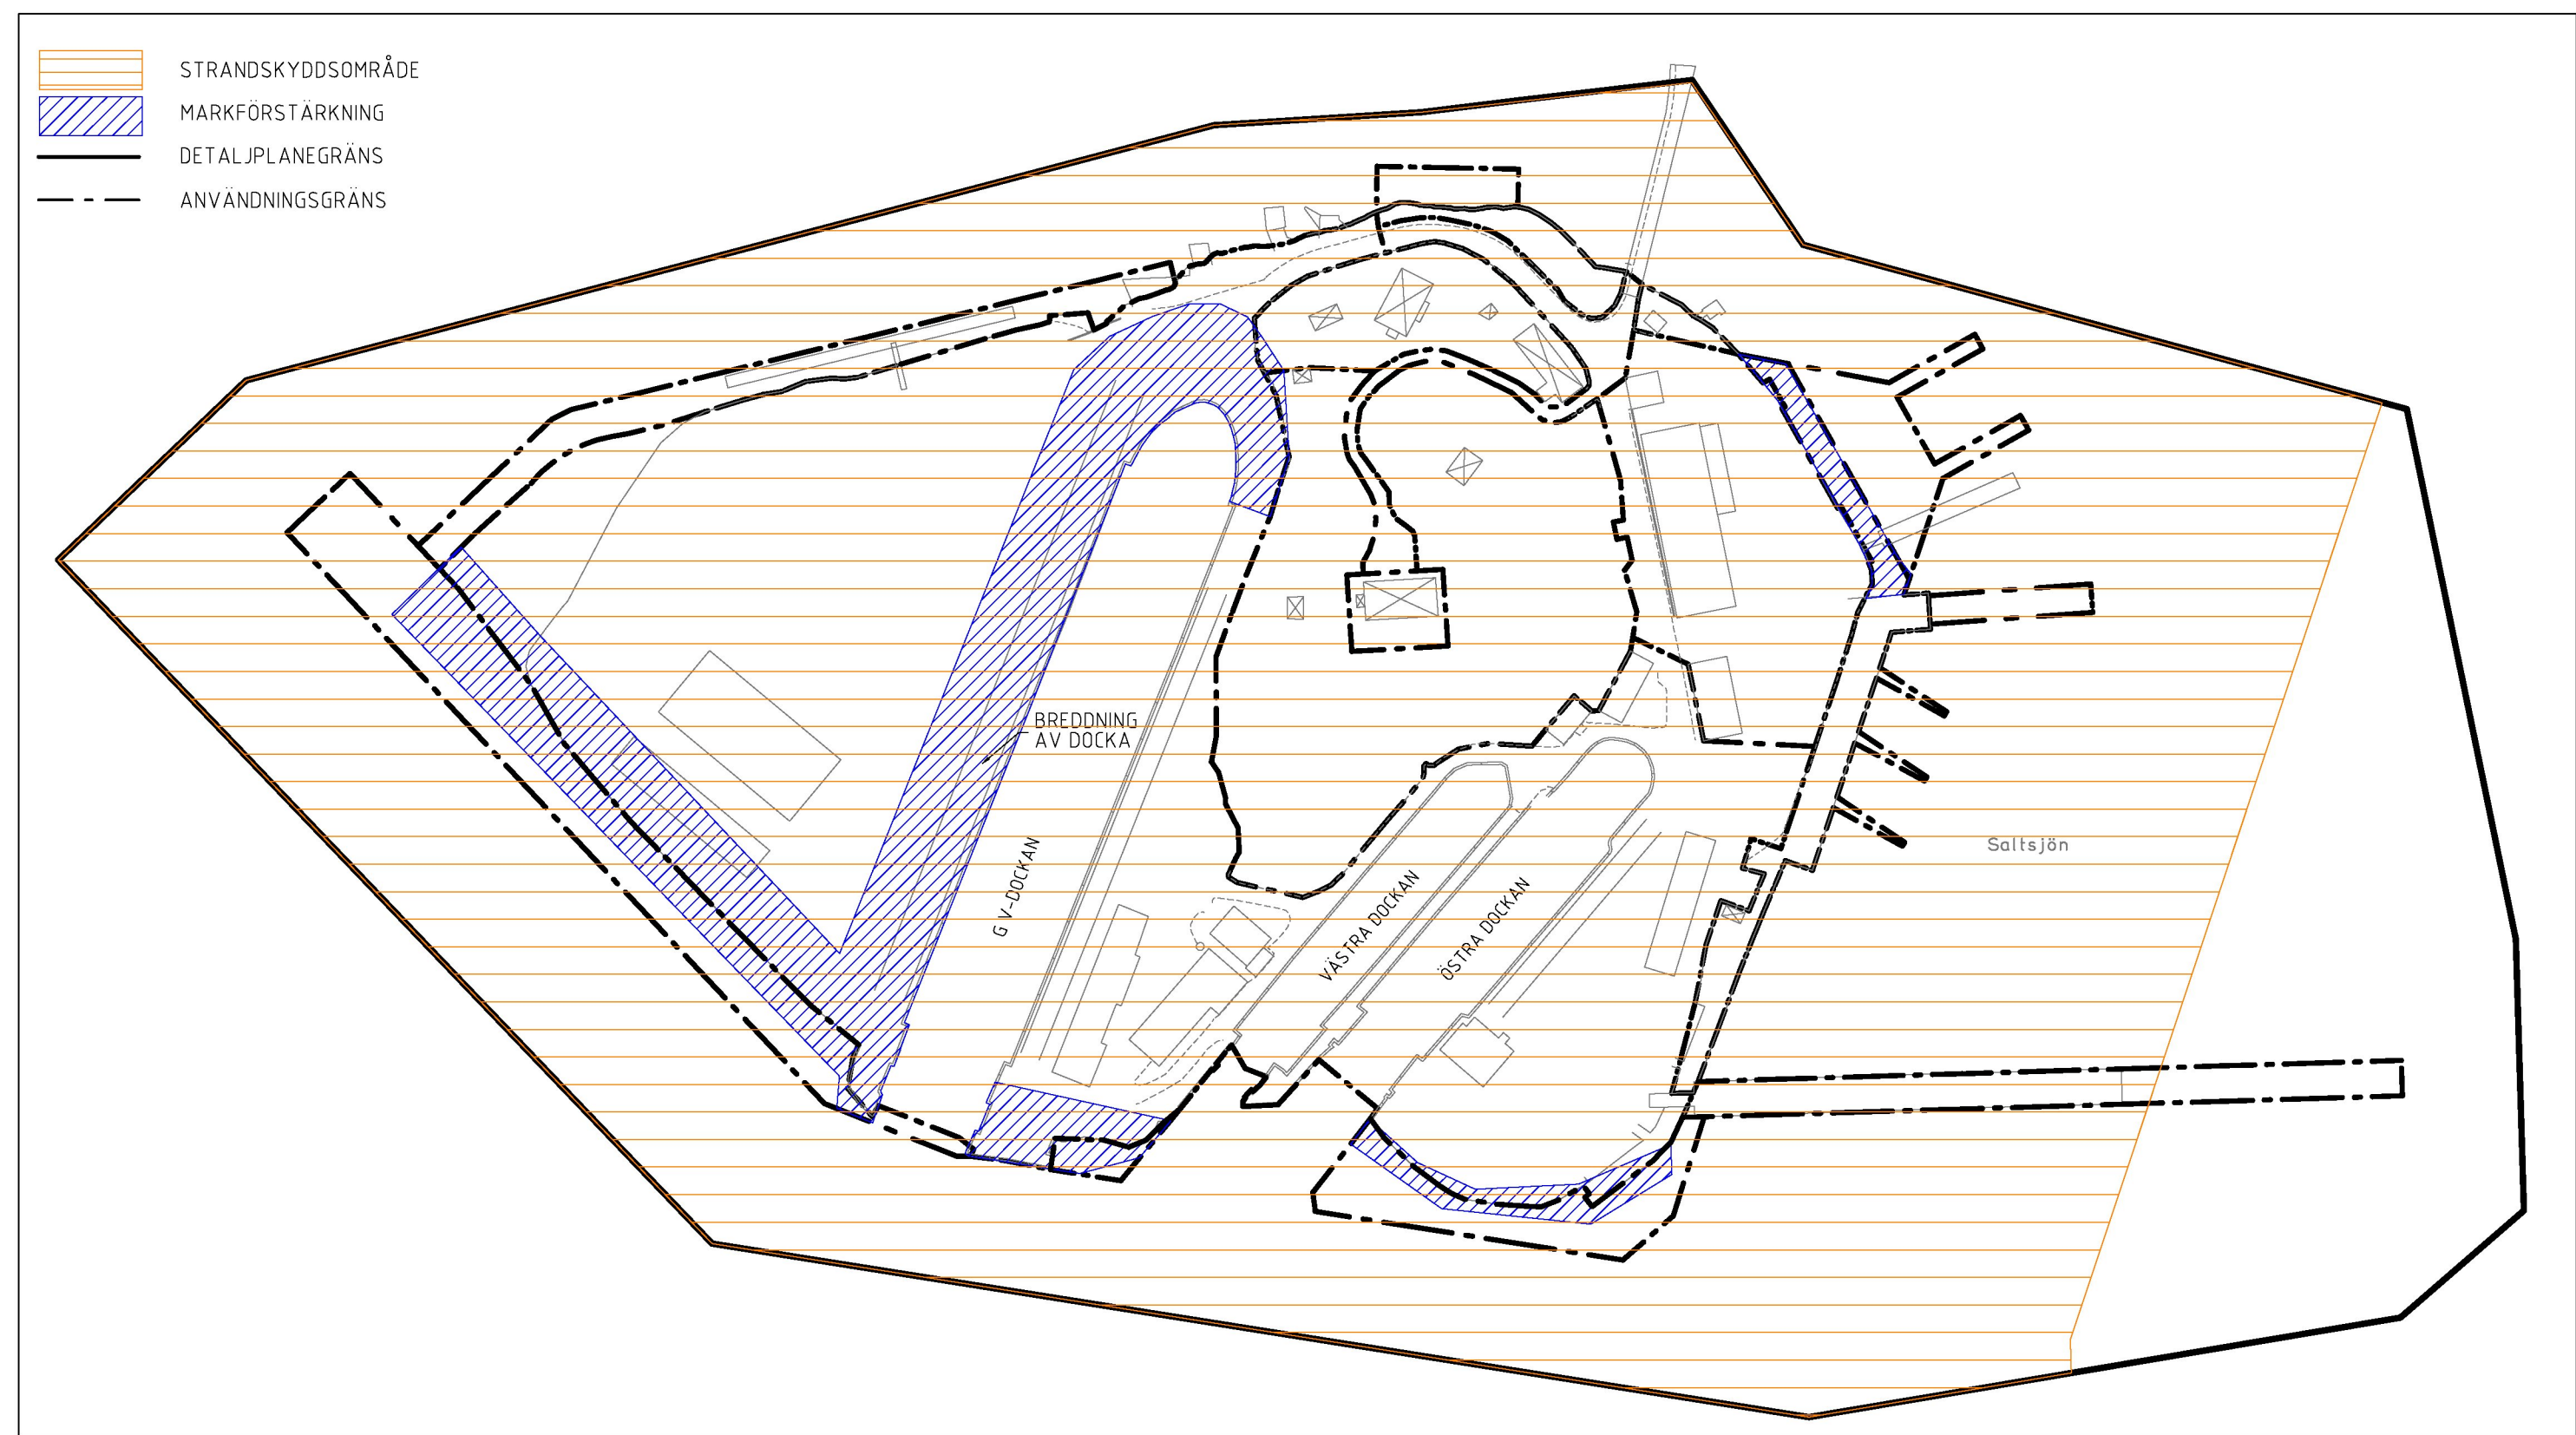 STRANDSKYDDSOMRÅDE
MARKFÖRSTÄRKNING
DETALJPLANEGRÄNS
ANVÄNDNINGSGRÄNS
BREDDNING
AV DOCKA
G V-DOCKAN
VÄSTRA DOCKAN
ÖSTRA DOCKAN
Saltsjön